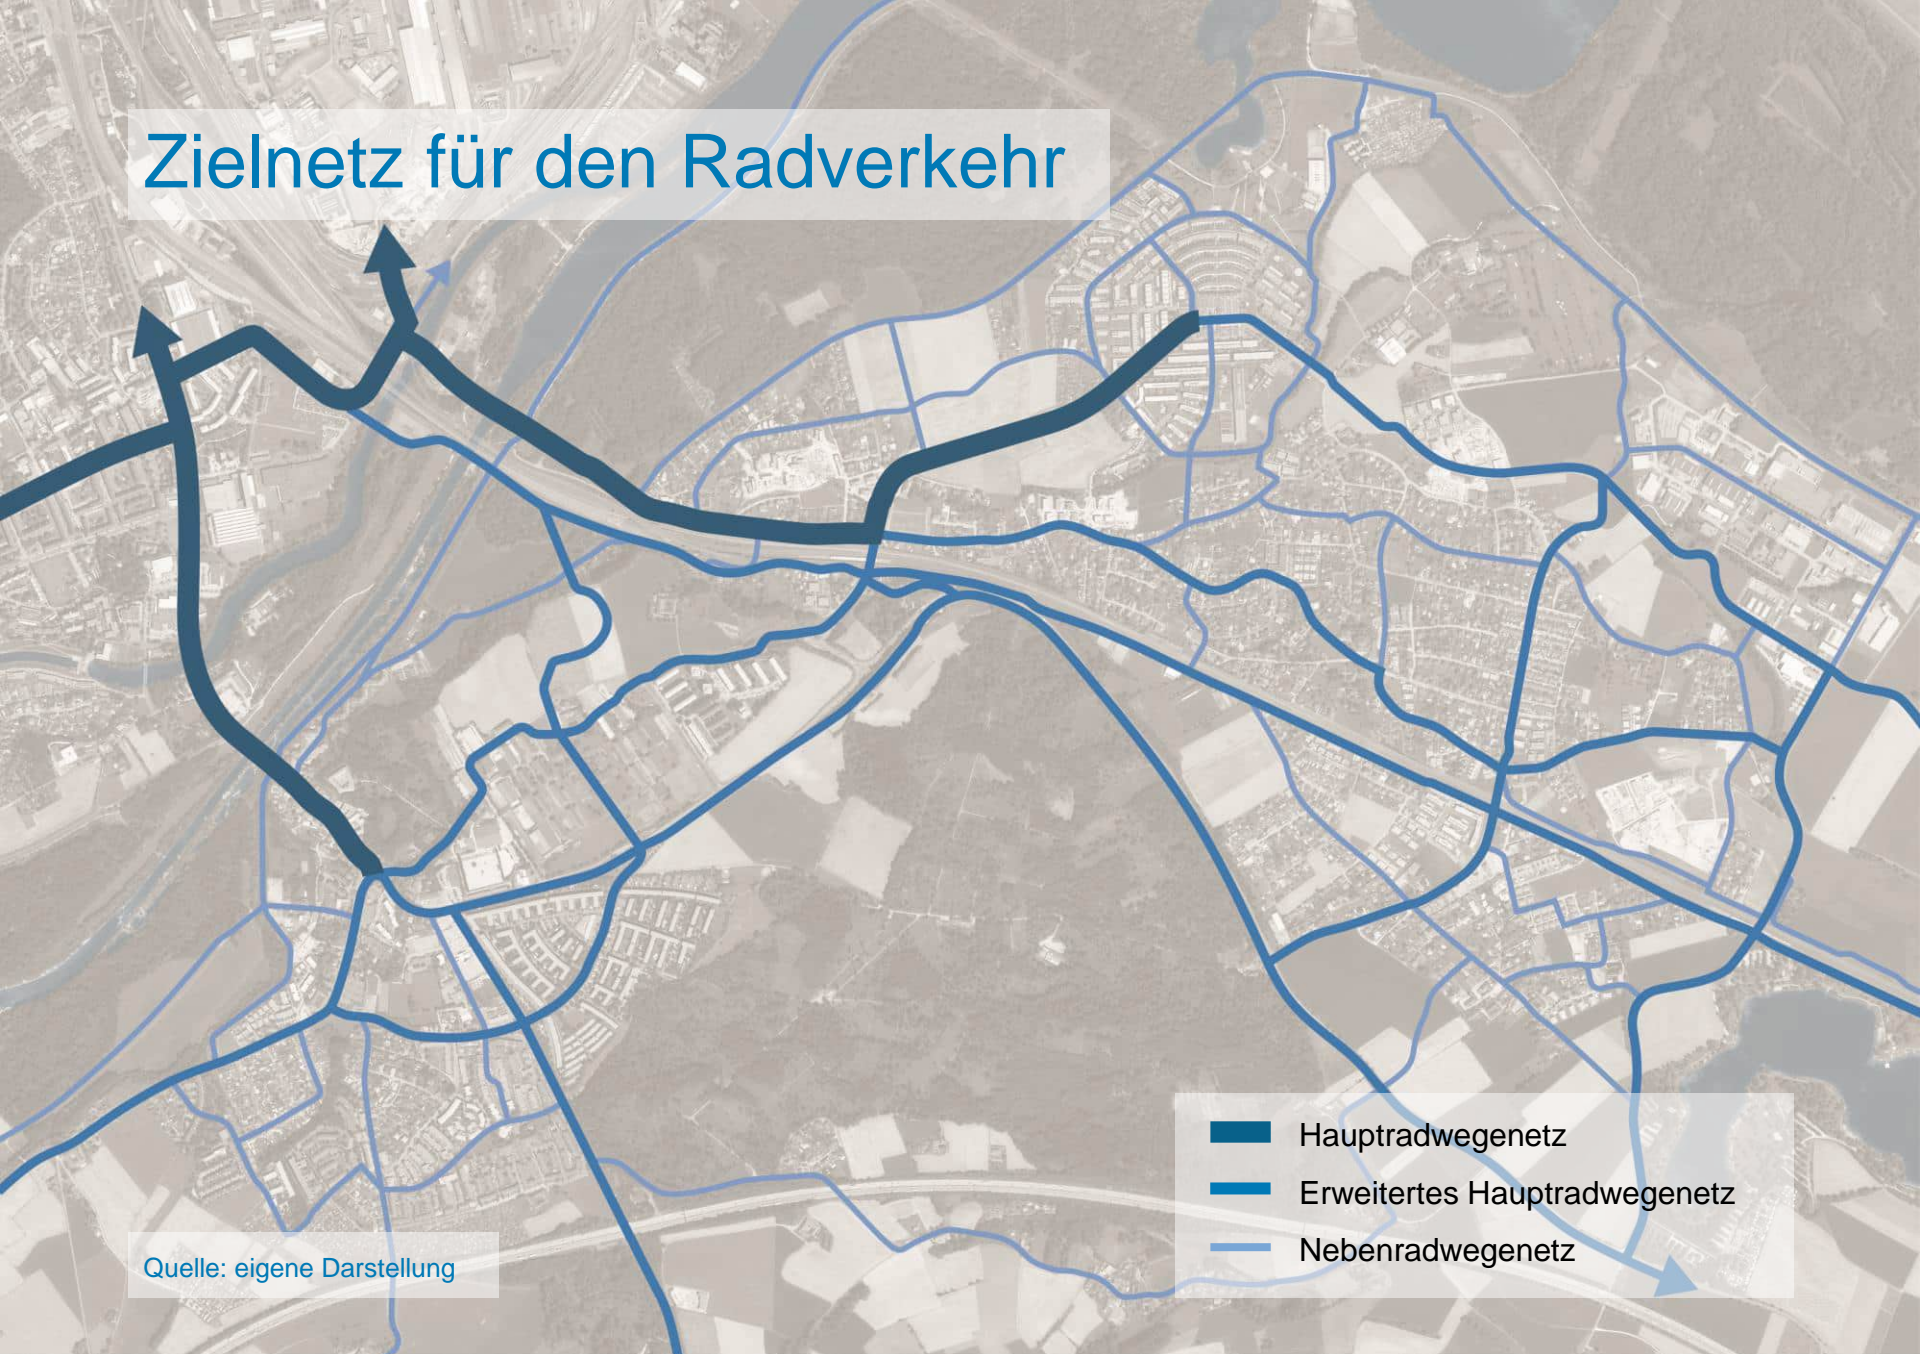 Zielnetz für den Radverkehr
Hauptradwegenetz
Erweitertes Hauptradwegenetz
Nebenradwegenetz
Quelle: eigene Darstellung